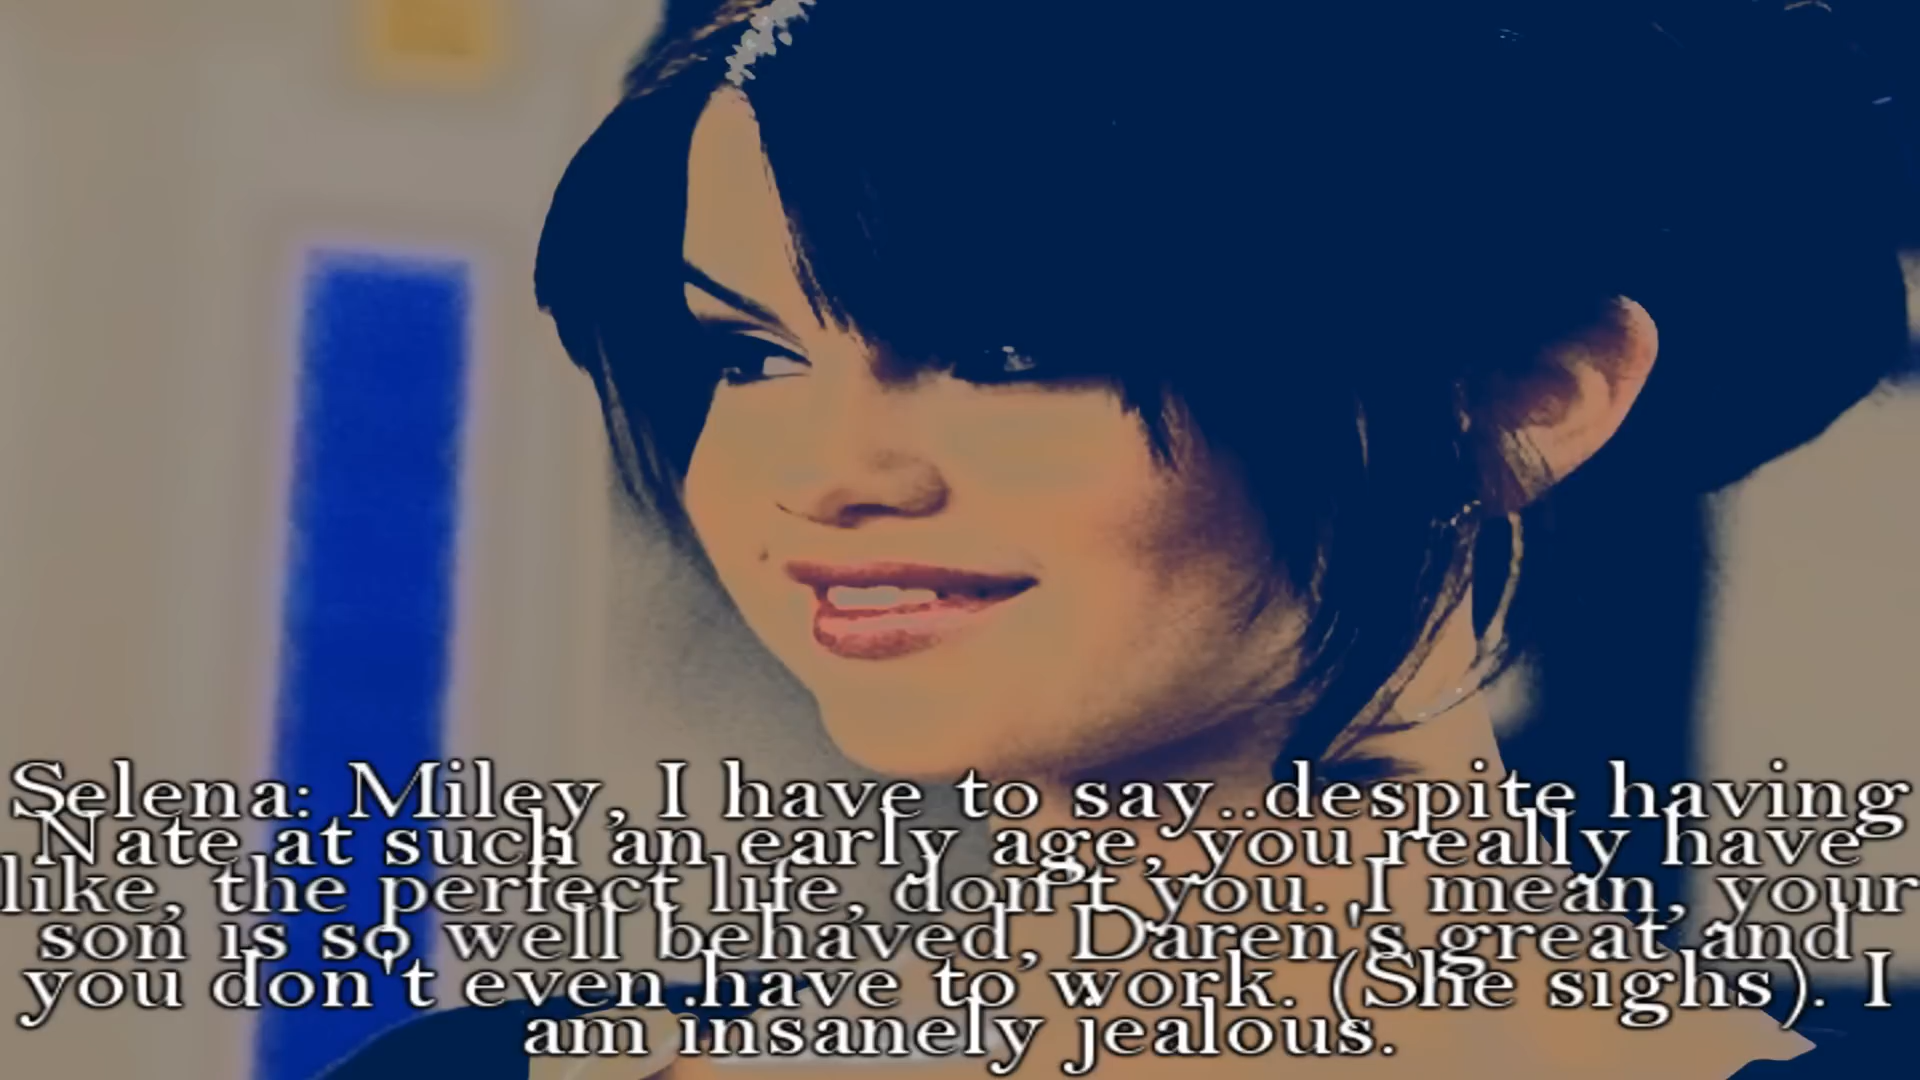 Selena: Miley, I have to say..despite having
Nate at such an early age, you really have
like, the perfect life, don't you. I mean, your
son is so well behaved, Daren's great and
you don't even have to work. (She sighs). I
am insanely jealous.